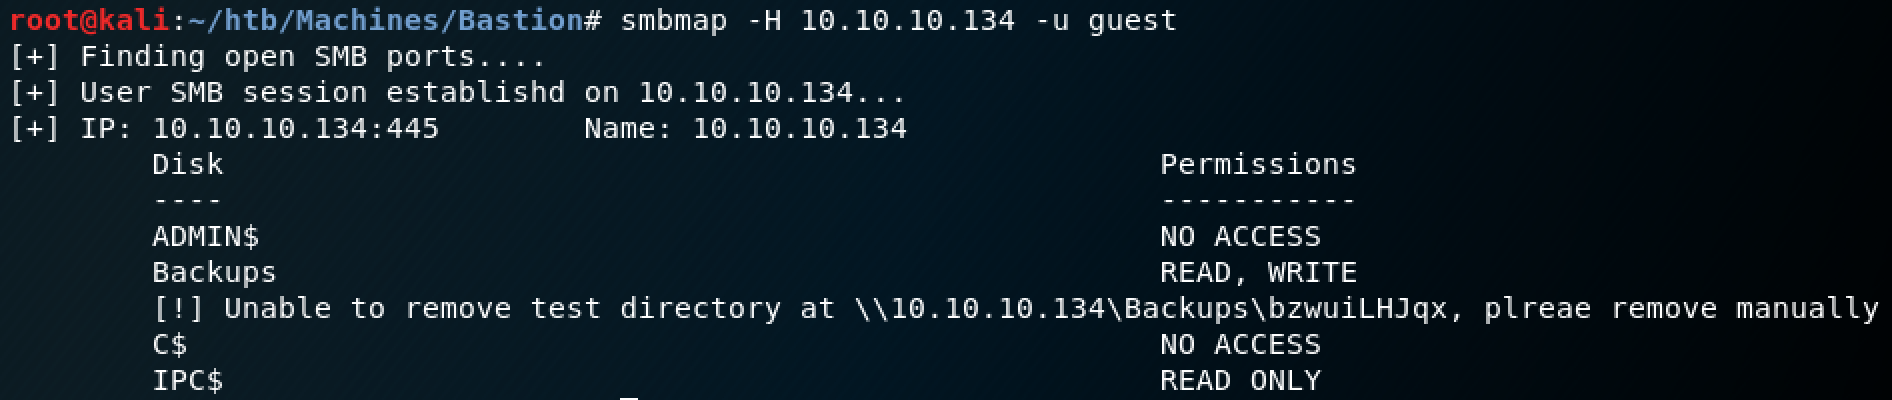 root@kali:~/htb/Machines/Bastion# smbmap -H 10.10.10.134 -u guest
[+] Finding open SMB ports....
[+] User SMB session establishd on 10.10.10.134...
[+] IP: 10.10.10.134:445        Name: 10.10.10.134
        Disk                                                    Permissions
        ----                                                    -----------
        ADMIN$                                                  NO ACCESS
        Backups                                                 READ, WRITE
        [!] Unable to remove test directory at \\10.10.10.134\Backups\bzwuiLHJqx, plreae remove manually
        C$                                                      NO ACCESS
        IPC$                                                    READ ONLY